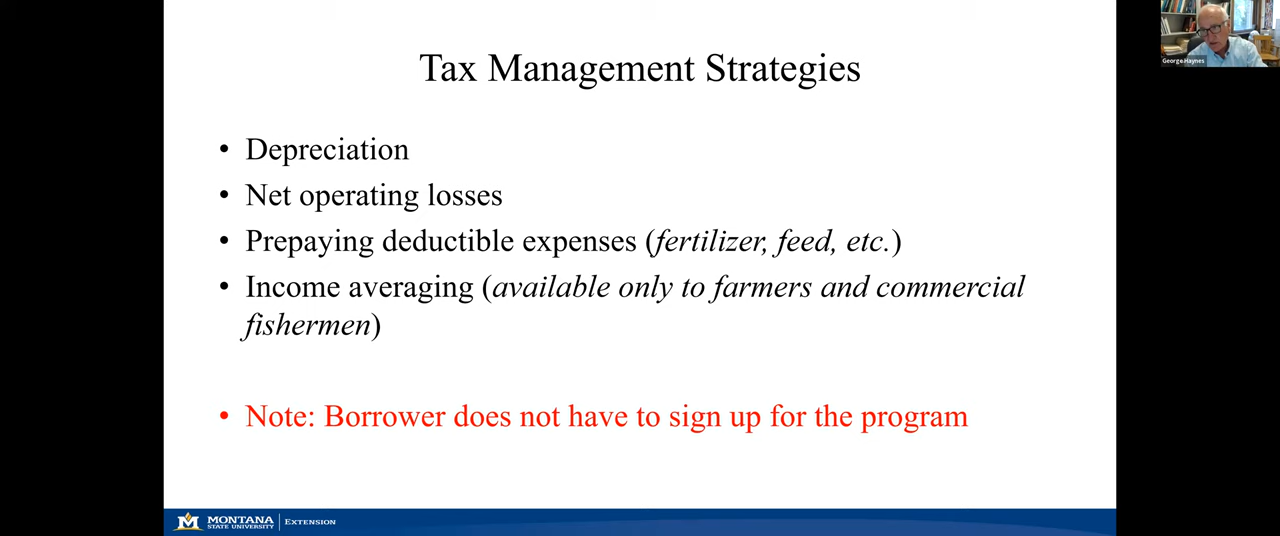 Tax Management Strategies
George Haynes
• Depreciation
• Net operating losses
• Prepaying deductible expenses (fertilizer, feed, etc.)
• Income averaging (available only to farmers and commercial
fishermen)
• Note: Borrower does not have to sign up for the program
MONTANA
STATE UNIVERSITY
EXTENSION